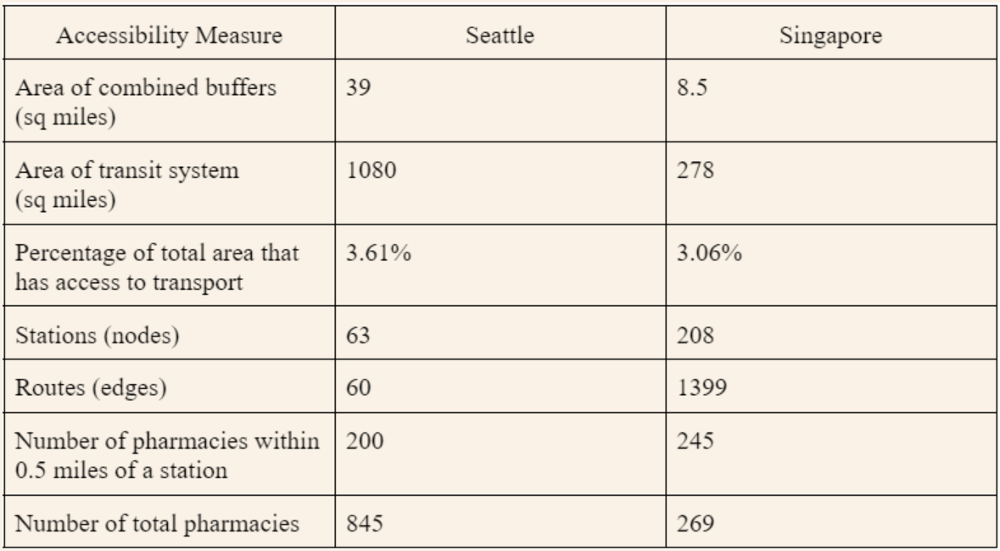 Accessibility Measure
Seattle
Singapore
Area of combined buffers
(sq miles)
39
8.5
Area of transit system
(sq miles)
1080
278
Percentage of total area that
has access to transport
3.61%
3.06%
Stations (nodes)
63
208
Routes (edges)
60
1399
Number of pharmacies within
0.5 miles of a station
200
245
Number of total pharmacies
845
269